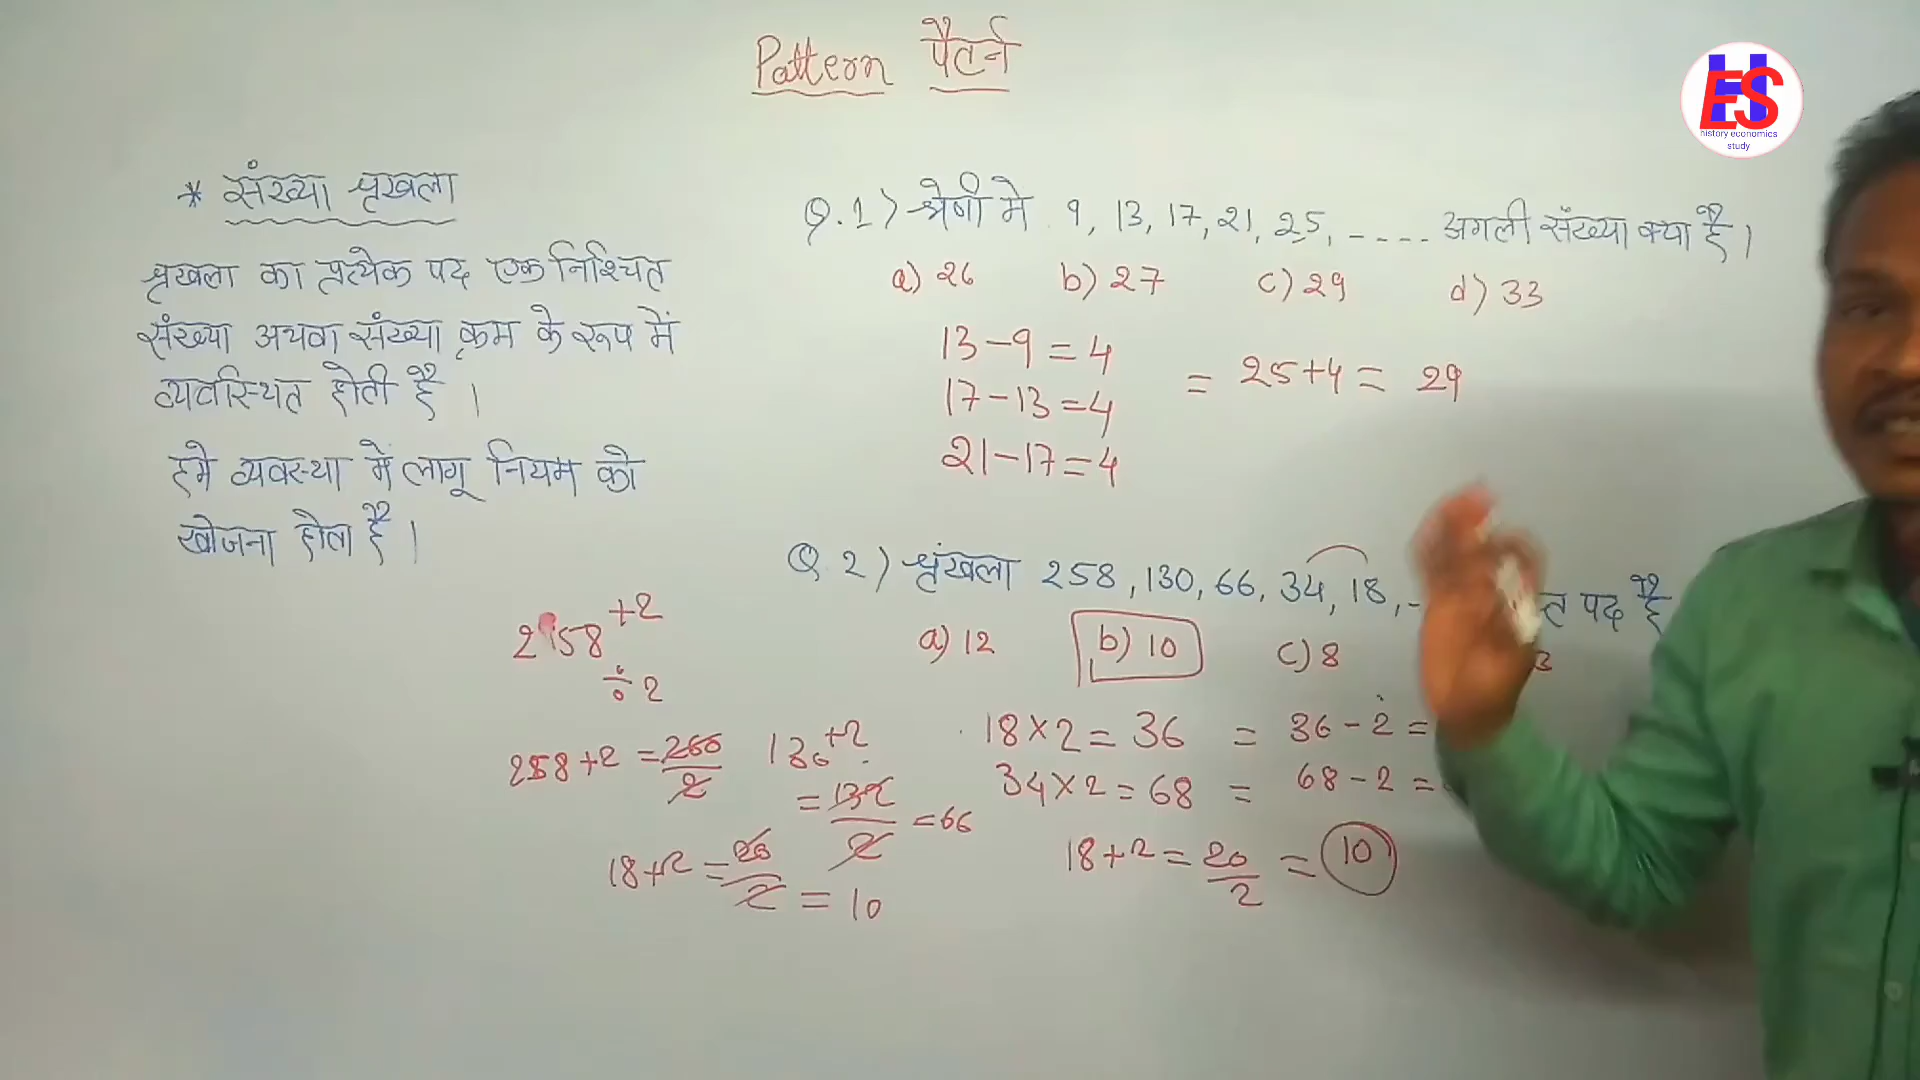 Pattern पैटर्न
HES
history economics
study
* संख्या श्रृखला
श्रृखला का प्रत्येक पद एक निश्चित
संख्या अथवा संख्या क्रम के रूप में
व्यवस्थित होती है ।
हमे व्यवस्था में लागू नियम को
खोजना होता है ।
Q.1) श्रेणी मे 9, 13, 17, 21, 25, ---- अगली संख्या क्या है ।
a) 26 b) 27 c) 29 d) 33
13-9=4
17-13=4
21-17=4
= 25+4= 29
Q.2) श्रृंखला 258, 130, 66, 34, 18, - त पद है
a) 12 b) 10 c) 8 3
258 +2
÷2
258+2 = 260
2
130+2
= 132
2
= 66
18+2 = 20
2
= 10
18×2= 36 = 36-2=
34×2=68 = 68-2=
18+2=20
2
= 10